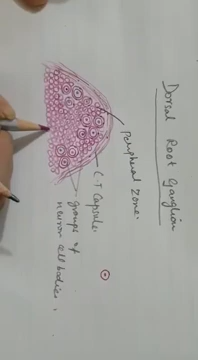 Dorsal Root Ganglion
Peripheral Zone.
C.T Capsule.
groups of
neuron cell bodies.